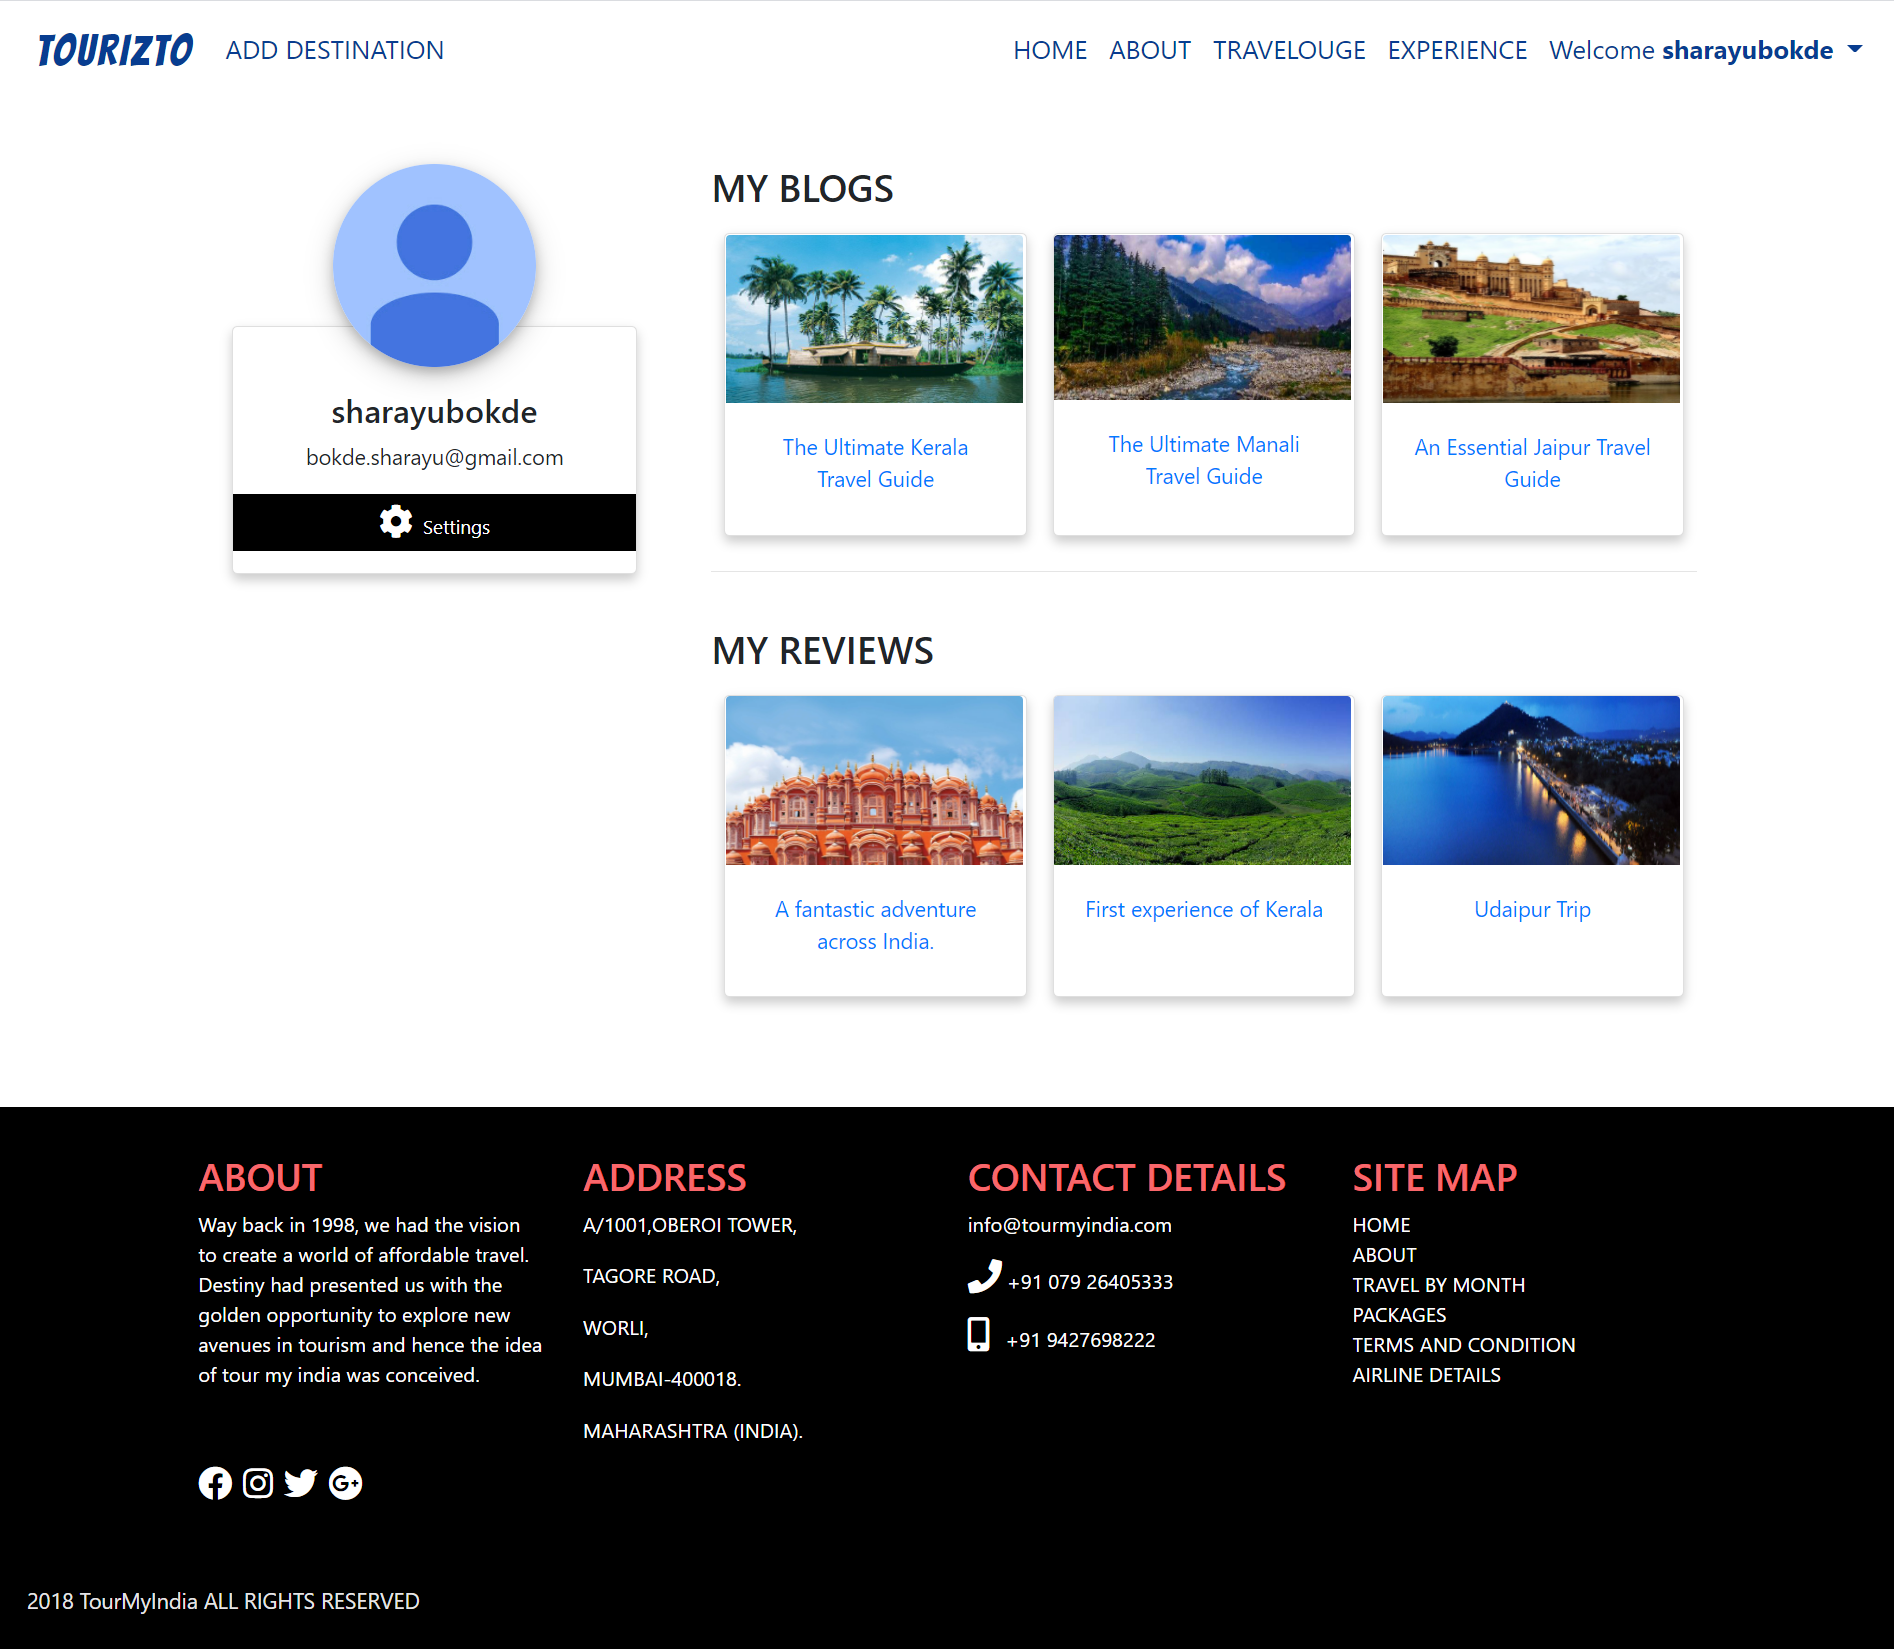 TOURIZTO
ADD DESTINATION
HOME
ABOUT
TRAVELOUGE
EXPERIENCE
Welcome sharayubokde
sharayubokde
bokde.sharayu@gmail.com
Settings
MY BLOGS
The Ultimate Kerala
Travel Guide
The Ultimate Manali
Travel Guide
An Essential Jaipur Travel
Guide
MY REVIEWS
A fantastic adventure
across India.
First experience of Kerala
Udaipur Trip
ABOUT
Way back in 1998, we had the vision
to create a world of affordable travel.
Destiny had presented us with the
golden opportunity to explore new
avenues in tourism and hence the idea
of tour my india was conceived.
ADDRESS
A/1001,OBEROI TOWER,
TAGORE ROAD,
WORLI,
MUMBAI-400018.
MAHARASHTRA (INDIA).
CONTACT DETAILS
info@tourmyindia.com
+91 079 26405333
+91 9427698222
SITE MAP
HOME
ABOUT
TRAVEL BY MONTH
PACKAGES
TERMS AND CONDITION
AIRLINE DETAILS
G+
2018 TourMyIndia ALL RIGHTS RESERVED